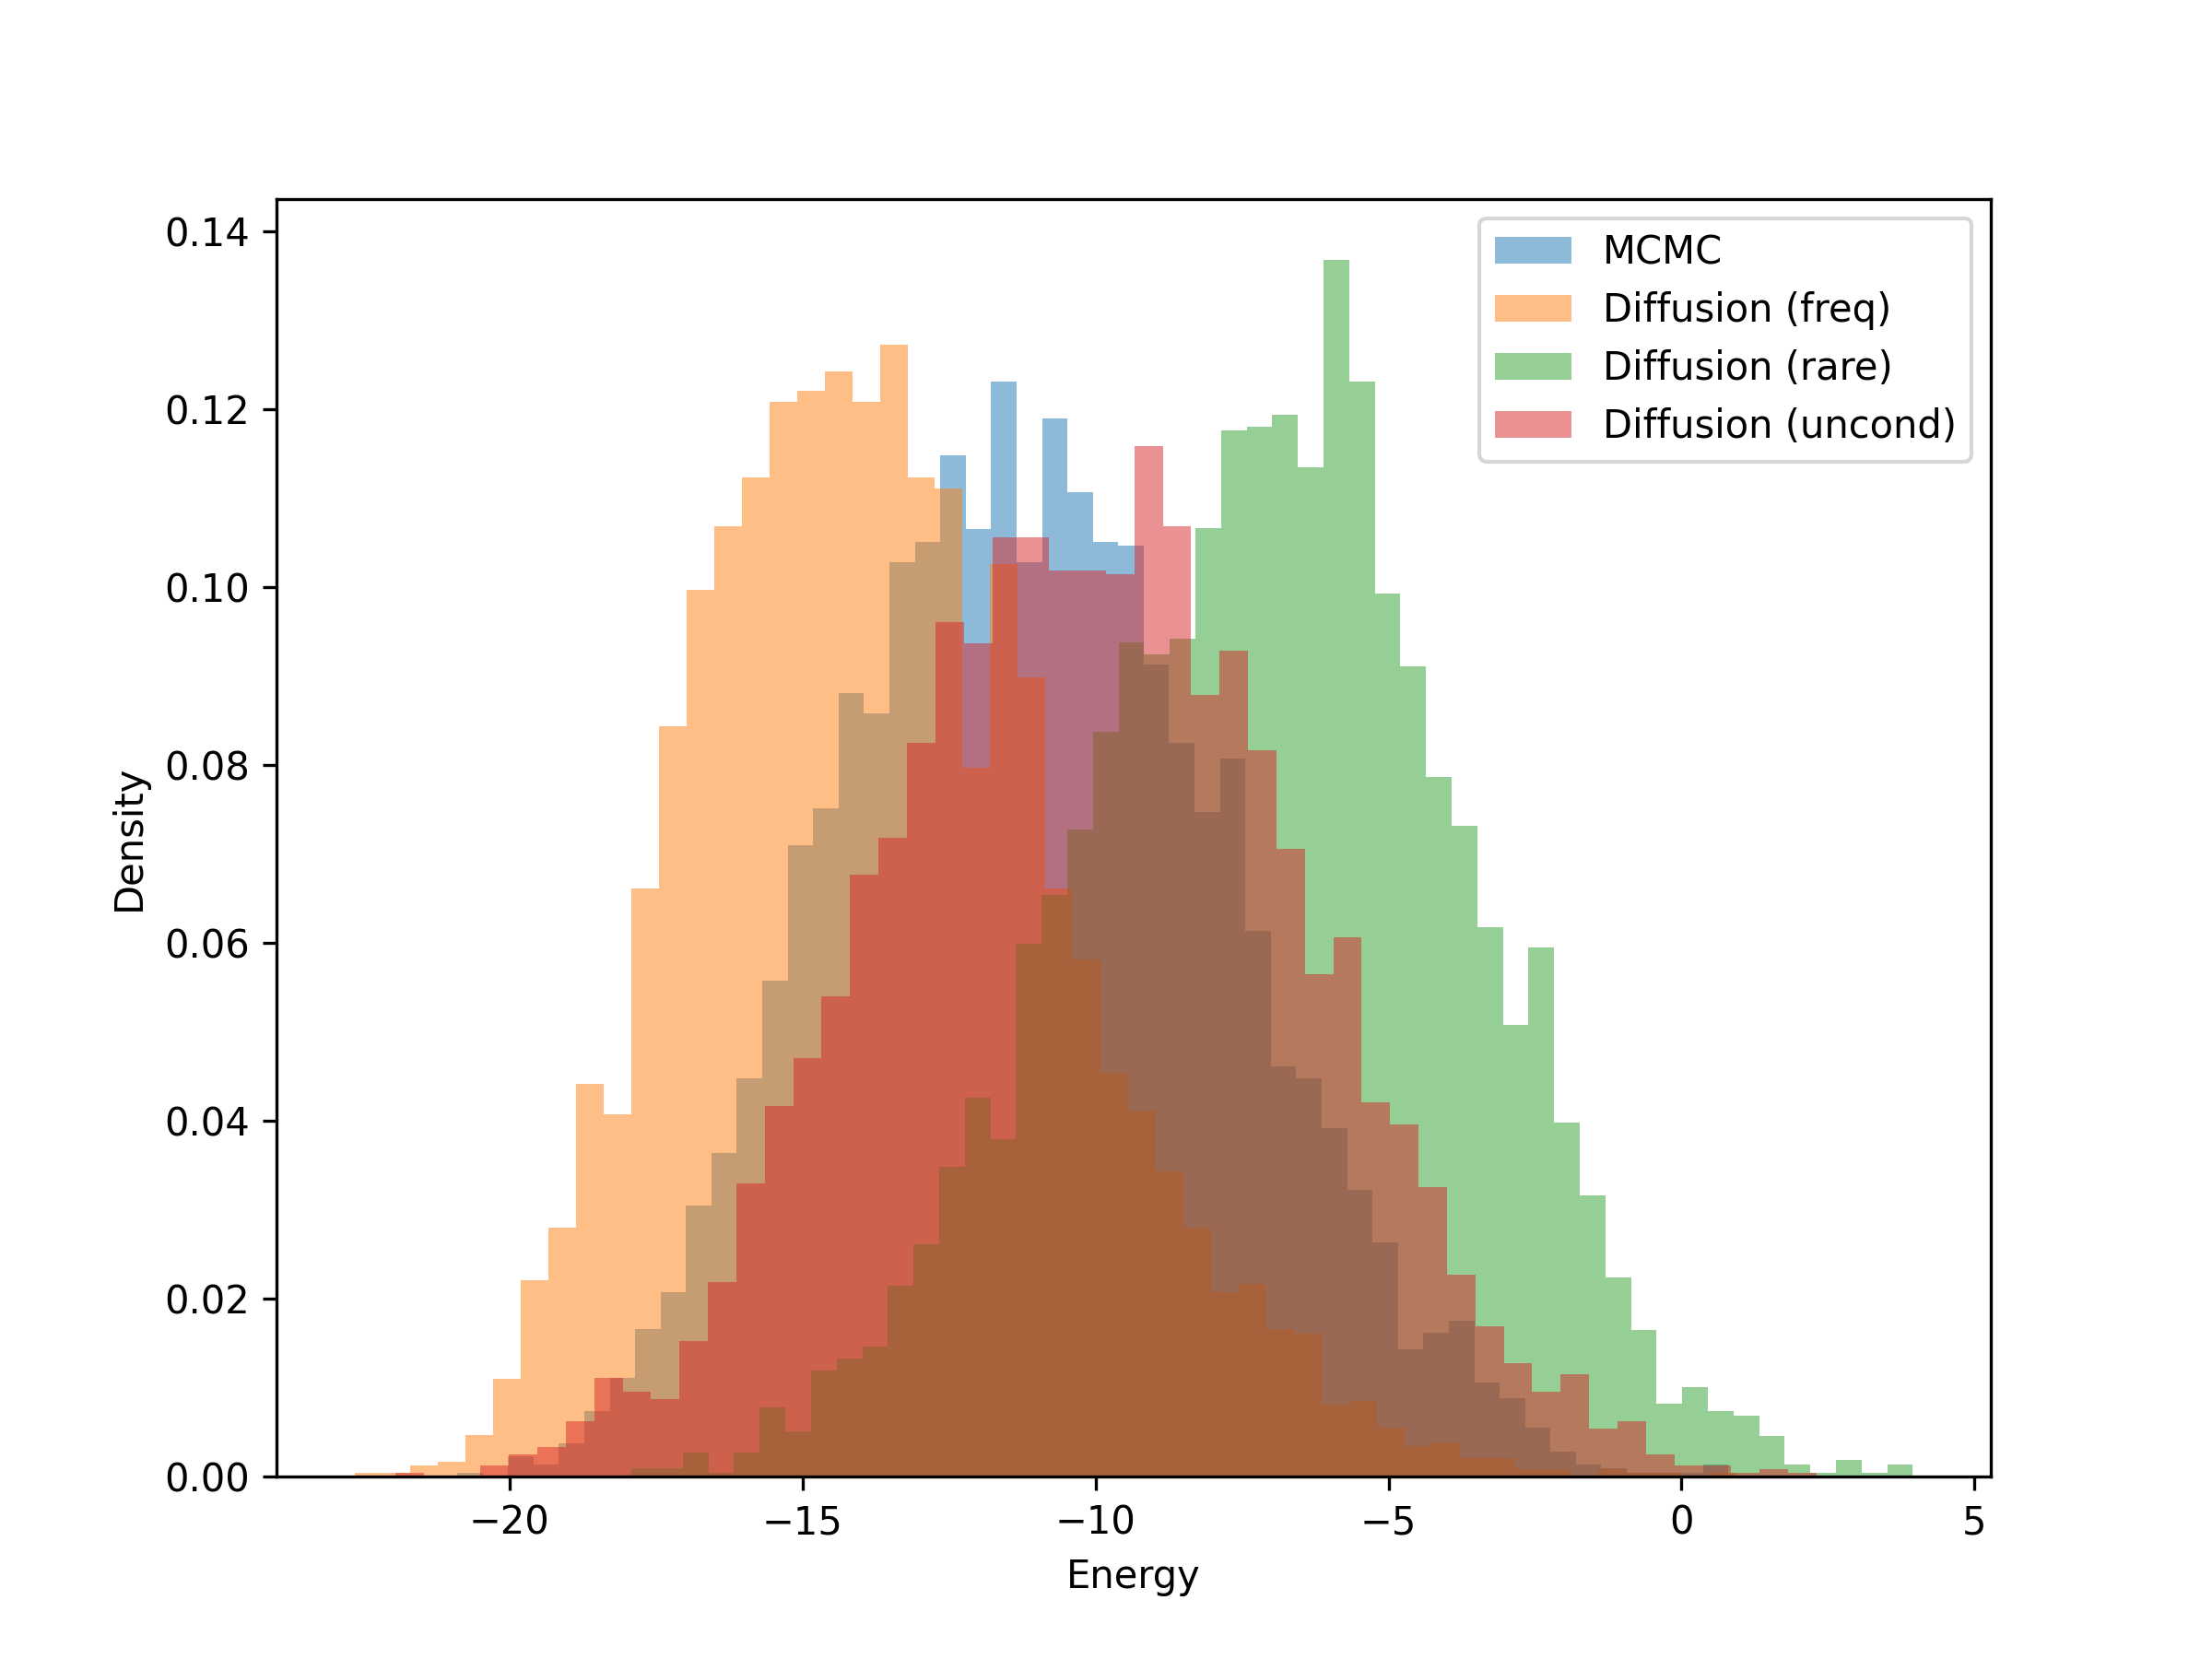 MCMC
Diffusion (freq)
Diffusion (rare)
Diffusion (uncond)
0.14
0.12
0.10
0.08
0.06
0.04
0.02
0.00
Density
−20 −15 −10 −5 0 5
Energy